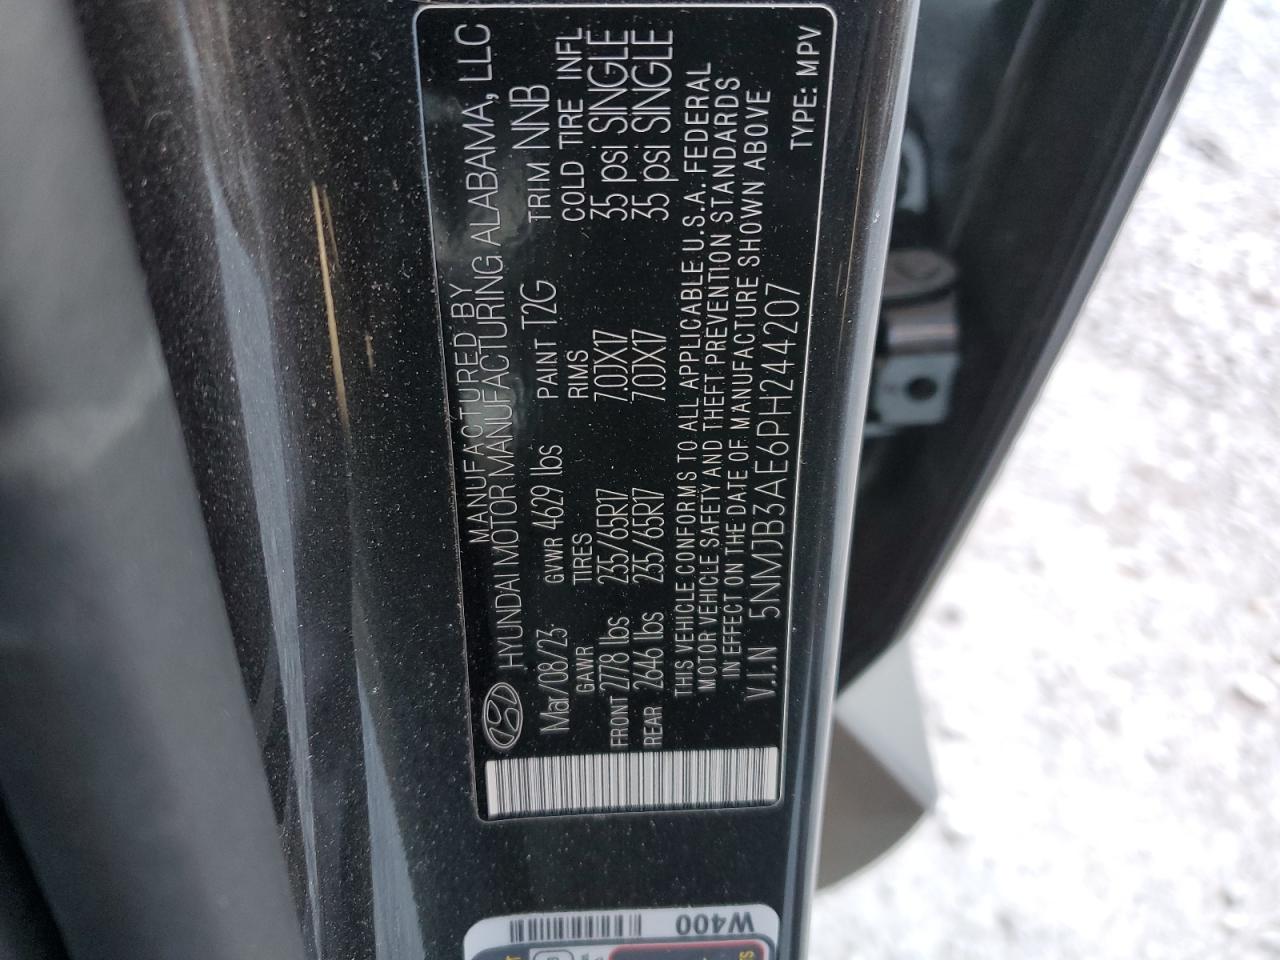 MANUFACTURED BY
HYUNDAI MOTOR MANUFACTURING ALABAMA, LLC
Mar/08/23 GVWR 4629 lbs PAINT T2G TRIM NNB
GAWR TIRES RIMS COLD TIRE INFL
FRONT 2778 lbs 235/65R17 7.0JX17 35 psi SINGLE
REAR 2646 lbs 235/65R17 7.0JX17 35 psi SINGLE
THIS VEHICLE CONFORMS TO ALL APPLICABLE U.S.A. FEDERAL
MOTOR VEHICLE SAFETY AND THEFT PREVENTION STANDARDS
IN EFFECT ON THE DATE OF MANUFACTURE SHOWN ABOVE
V.I.N 5NMJB3AE6PH244207 TYPE: MPV
W400